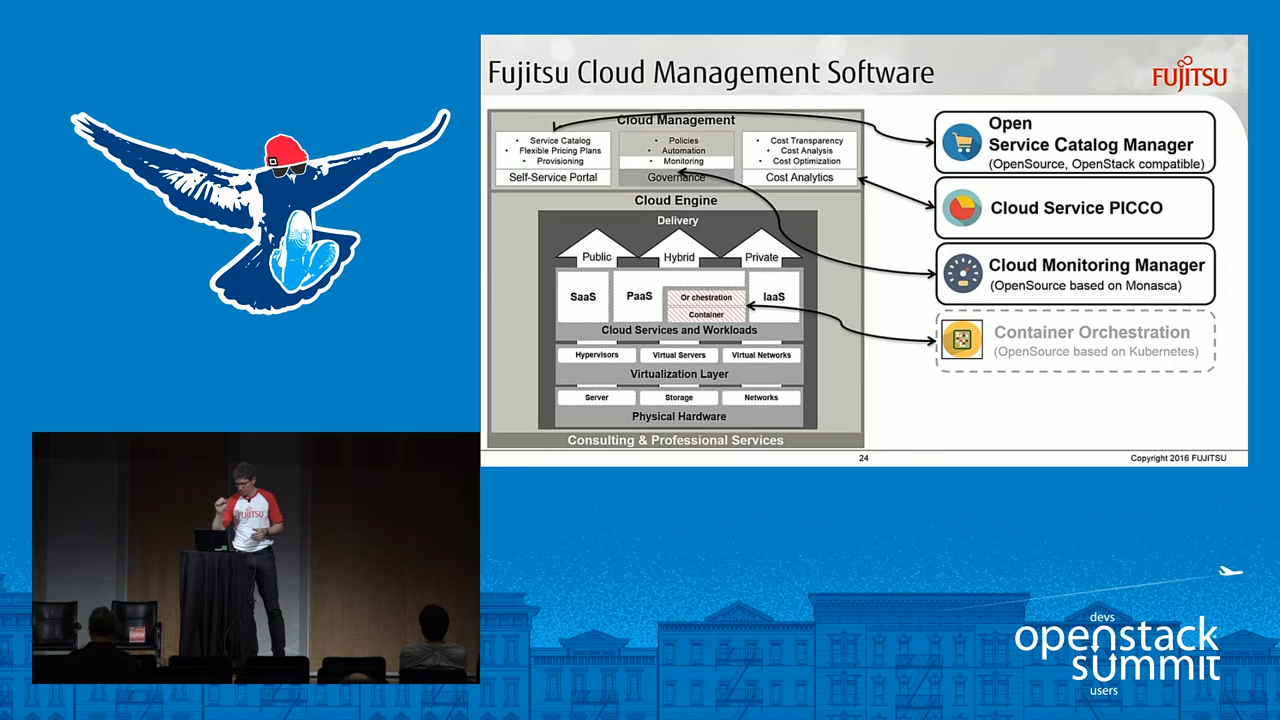 Fujitsu Cloud Management Software
FUJITSU
Cloud Management
• Service Catalog
• Flexible Pricing Plans
• Provisioning
Self-Service Portal
• Policies
• Automation
• Monitoring
Governance
• Cost Transparency
• Cost Analysis
• Cost Optimization
Cost Analytics
Cloud Engine
Delivery
Public
Hybrid
Private
SaaS
PaaS
Or chestration
Container
IaaS
Cloud Services and Workloads
Hypervisors
Virtual Servers
Virtual Networks
Virtualization Layer
Server
Storage
Networks
Physical Hardware
Consulting & Professional Services
Open
Service Catalog Manager
(OpenSource, OpenStack compatible)
Cloud Service PICCO
Cloud Monitoring Manager
(OpenSource based on Monasca)
Container Orchestration
(OpenSource based on Kubernetes)
24
Copyright 2016 FUJITSU
FUJITSU
devs
openstack
summit
users